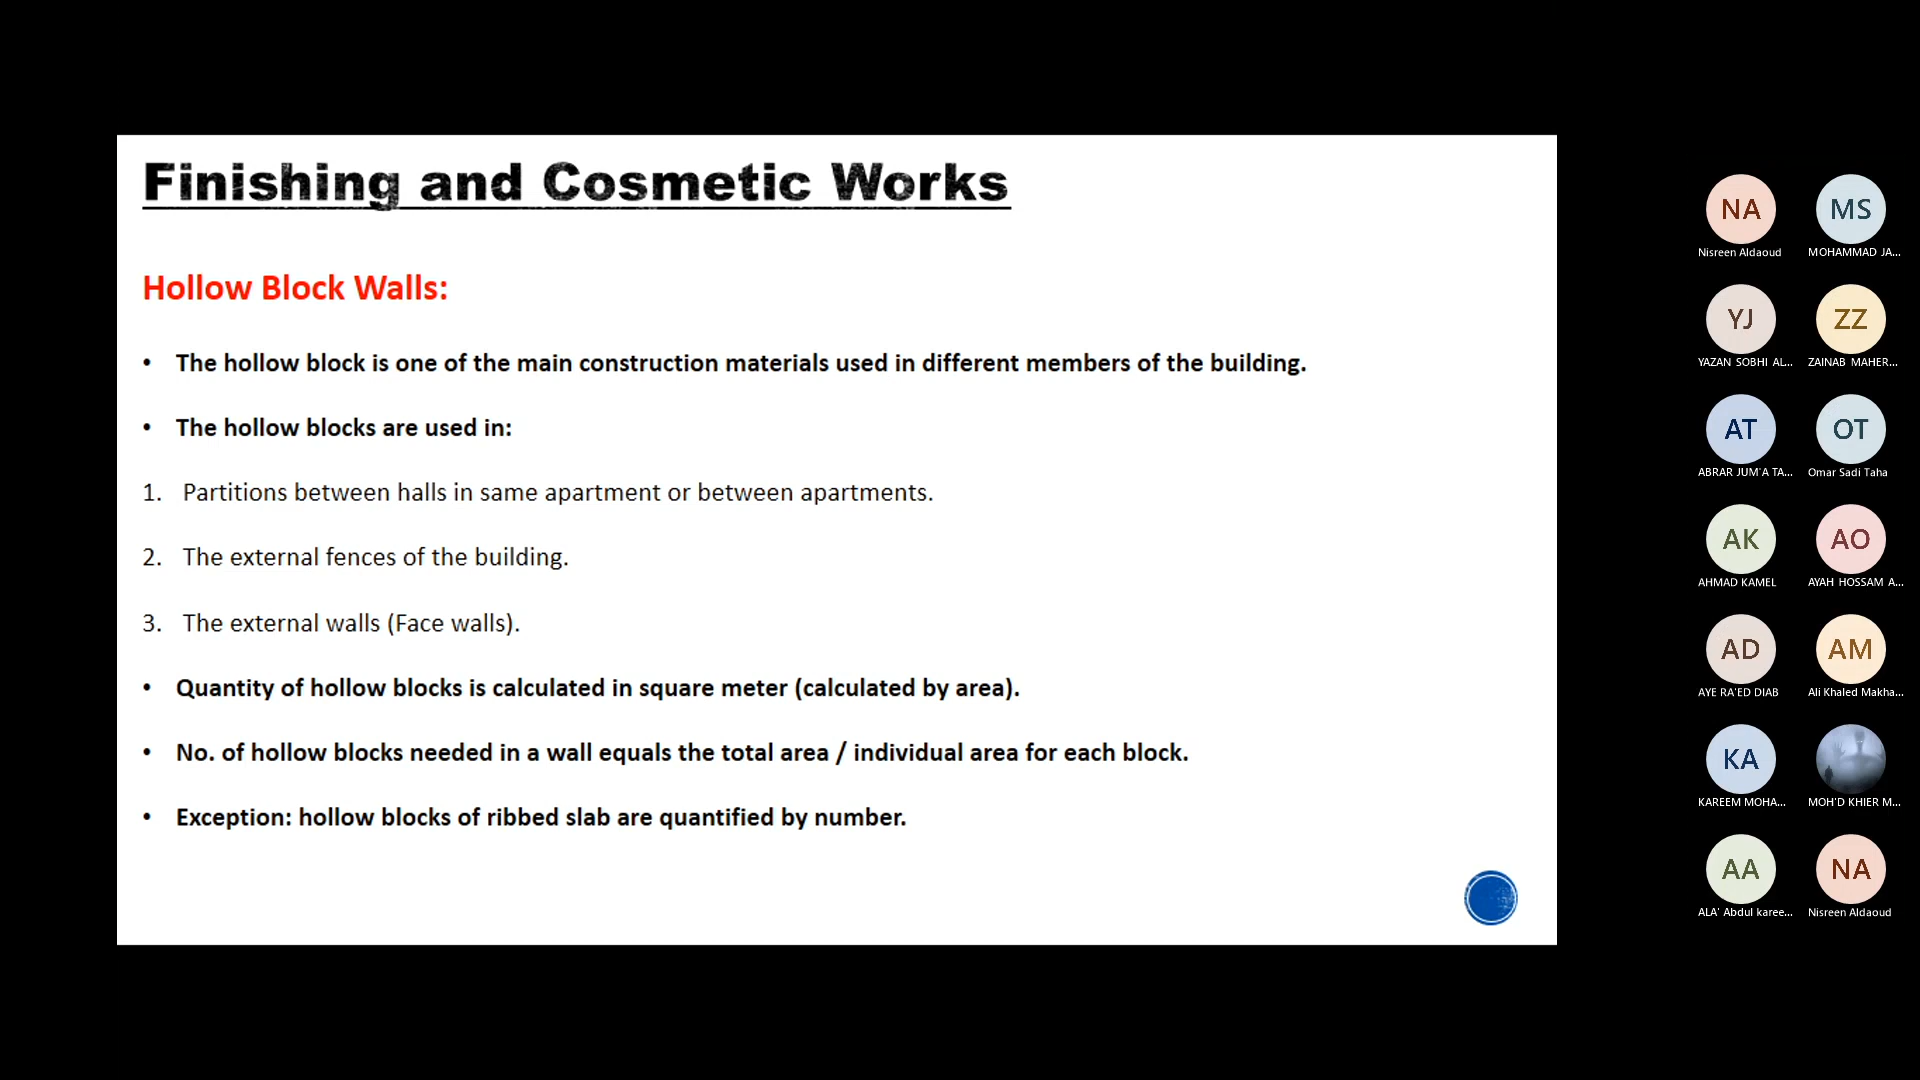 Finishing and Cosmetic Works
Hollow Block Walls:
• The hollow block is one of the main construction materials used in different members of the building.
• The hollow blocks are used in:
1. Partitions between halls in same apartment or between apartments.
2. The external fences of the building.
3. The external walls (Face walls).
• Quantity of hollow blocks is calculated in square meter (calculated by area).
• No. of hollow blocks needed in a wall equals the total area / individual area for each block.
• Exception: hollow blocks of ribbed slab are quantified by number.
NA MS
Nisreen Aldaoud MOHAMMAD JA...
YJ ZZ
YAZAN SOBHI AL... ZAINAB MAHER...
AT OT
ABRAR JUM'A TA... Omar Sadi Taha
AK AO
AHMAD KAMEL AYAH HOSSAM A...
AD AM
AYE RA'ED DIAB Ali Khaled Makha...
KA
KAREEM MOHA... MOH'D KHIER M...
AA NA
ALA' Abdul karee... Nisreen Aldaoud